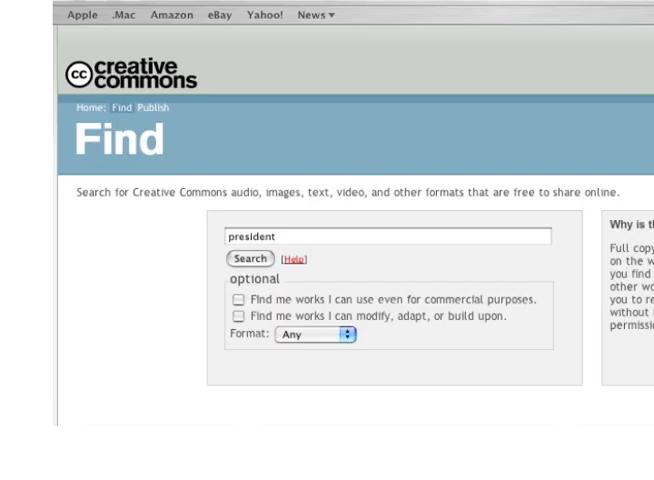 Apple .Mac Amazon eBay Yahoo! News ▾
cc creative commons
Home: Find Publish
Find
Search for Creative Commons audio, images, text, video, and other formats that are free to share online.
president
Search [Help]
optional
Find me works I can use even for commercial purposes.
Find me works I can modify, adapt, or build upon.
Format: Any
Why is
Full copy
on the
you find
other
you to
without